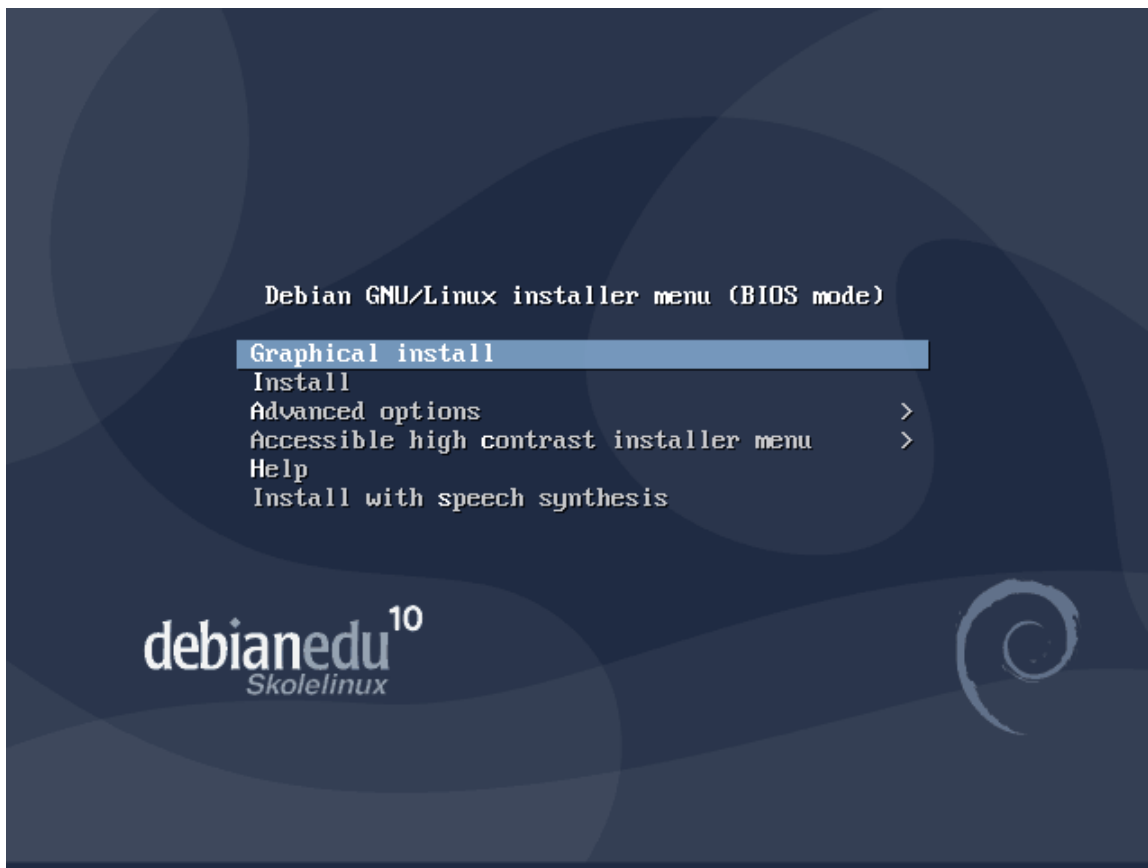 Debian GNU/Linux installer menu (BIOS mode)
Graphical install
Install
Advanced options >
Accessible high contrast installer menu >
Help
Install with speech synthesis
debianedu 10
Skolelinux